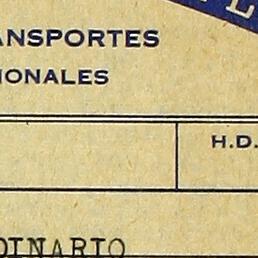 ANSPORTES
IONALES
H.D.
DINARIO